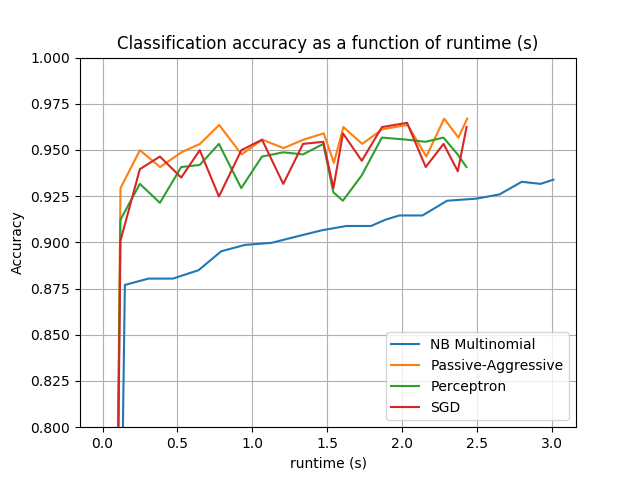 Classification accuracy as a function of runtime (s)
1.000
0.975
0.950
0.925
0.900
0.875
0.850
0.825
0.800
Accuracy
NB Multinomial
Passive-Aggressive
Perceptron
SGD
0.0 0.5 1.0 1.5 2.0 2.5 3.0
runtime (s)